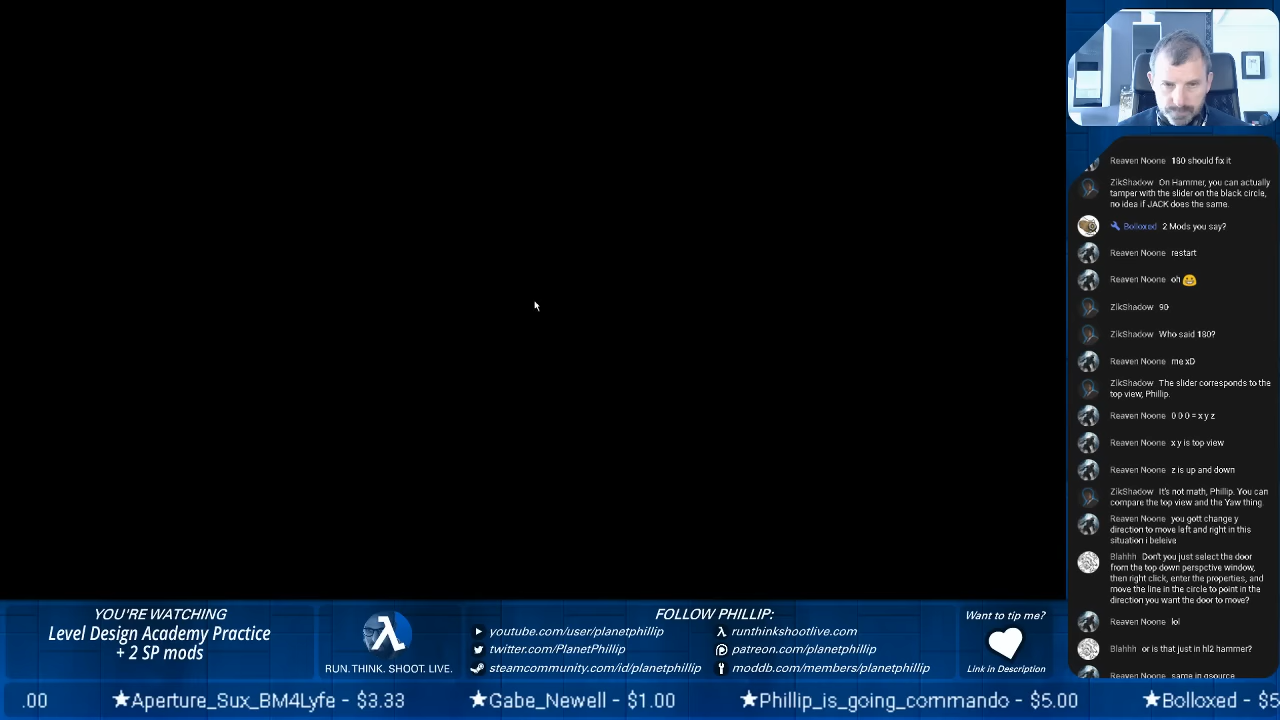 Reaven Noone 180 should fix it
ZikShadow On Hammer, you can actually
tamper with the slider on the black circle,
no idea if JACK does the same.
Bolloxed 2 Mods you say?
Reaven Noone restart
Reaven Noone oh
ZikShadow 90
ZikShadow Who said 180?
Reaven Noone me xD
ZikShadow The slider corresponds to the
top view, Phillip.
Reaven Noone 0 0 0 = x y z
Reaven Noone x y is top view
Reaven Noone z is up and down
ZikShadow It's not math, Phillip. You can
compare the top view and the Yaw thing.
Reaven Noone you gott change y
direction to move left and right in this
situation i beleive
Blahhh Don't you just select the door
from the top down perspctive window,
then right click, enter the properties, and
move the line in the circle to point in the
direction you want the door to move?
Reaven Noone lol
Blahhh or is that just in hl2 hammer?
Reaven Noone same in gsource
YOU'RE WATCHING
Level Design Academy Practice
+ 2 SP mods
RUN. THINK. SHOOT. LIVE.
FOLLOW PHILLIP:
youtube.com/user/planetphillip
runthinkshootlive.com
twitter.com/PlanetPhillip
patreon.com/planetphillip
steamcommunity.com/id/planetphillip
moddb.com/members/planetphillip
Want to tip me?
Link in Description
.00 ★Aperture_Sux_BM4Lyfe - $3.33 ★Gabe_Newell - $1.00 ★Phillip_is_going_commando - $5.00 ★Bolloxed - $5